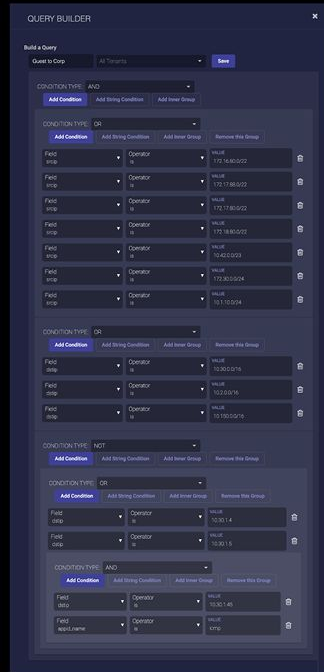 QUERY BUILDER
Build a Query
Guest to Corp All Tenants Save
CONDITION TYPE: AND
Add Condition Add String Condition Add Inner Group
CONDITION TYPE: OR
Add Condition Add String Condition Add Inner Group Remove this Group
Field Operator VALUE
srcip is 172.16.80.0/22
Field Operator VALUE
srcip is 172.17.88.0/22
Field Operator VALUE
srcip is 172.17.80.0/22
Field Operator VALUE
srcip is 172.18.80.0/22
Field Operator VALUE
srcip is 10.42.0.0/23
Field Operator VALUE
srcip is 172.30.0.0/24
Field Operator VALUE
srcip is 10.1.10.0/24
CONDITION TYPE: OR
Add Condition Add String Condition Add Inner Group Remove this Group
Field Operator VALUE
dstip is 10.30.0.0/16
Field Operator VALUE
dstip is 10.2.0.0/16
Field Operator VALUE
dstip is 10.150.0.0/16
CONDITION TYPE: NOT
Add Condition Add String Condition Add Inner Group Remove this Group
CONDITION TYPE: OR
Add Condition Add String Condition Add Inner Group Remove this Group
Field Operator VALUE
dstip is 10.30.1.4
Field Operator VALUE
dstip is 10.30.1.5
CONDITION TYPE: AND
Add Condition Add String Condition Add Inner Group Remove this Group
Field Operator VALUE
dstip is 10.30.1.45
Field Operator VALUE
appid_name is icmp